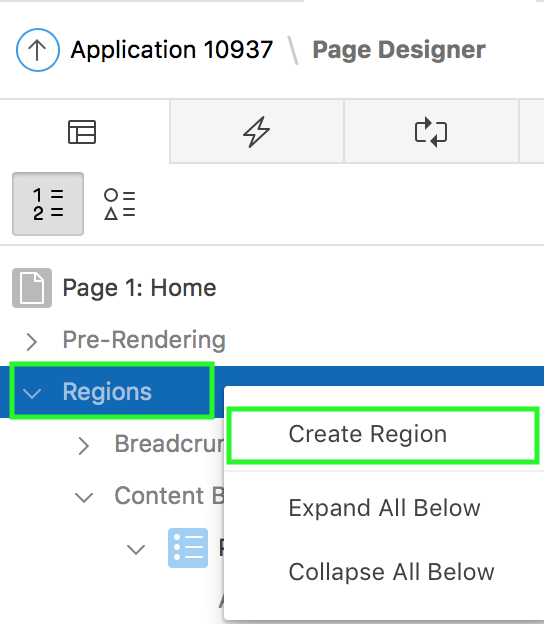 Application 10937 \ Page Designer
1
2
Page 1: Home
Pre-Rendering
Regions
Create Region
Content B
Expand All Below
Collapse All Below